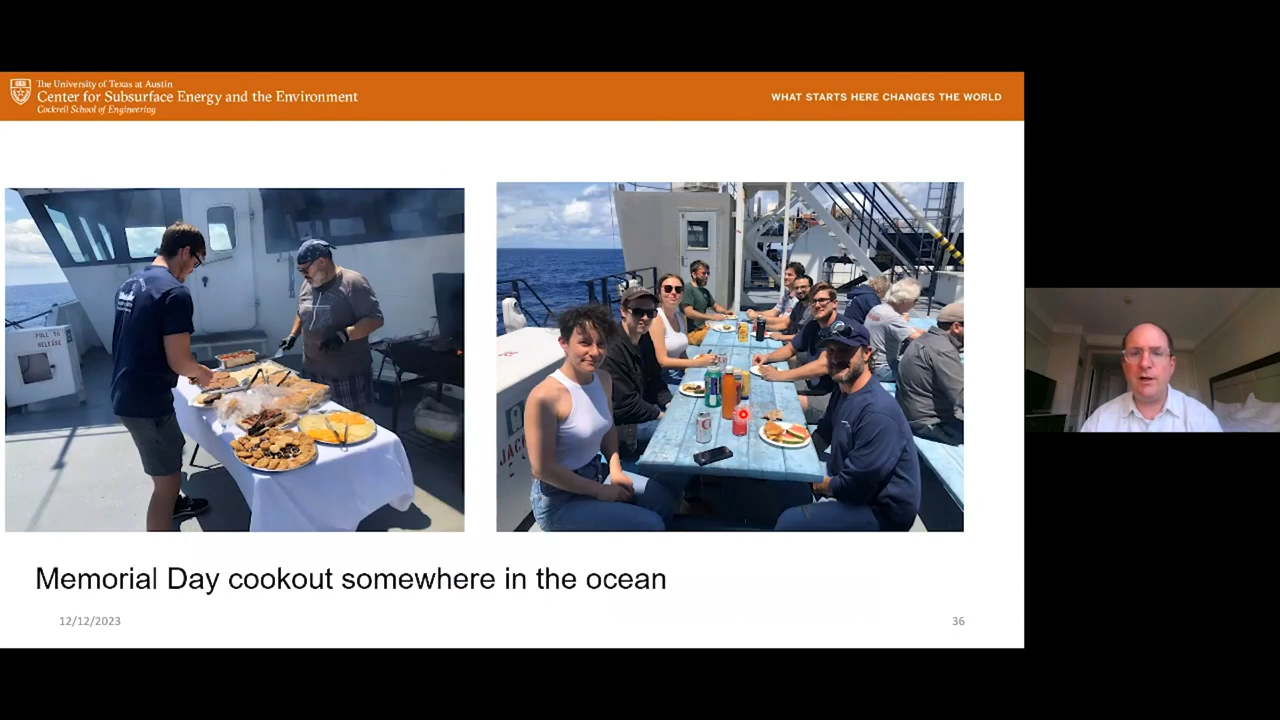 The University of Texas at Austin
Center for Subsurface Energy and the Environment
Cockrell School of Engineering
WHAT STARTS HERE CHANGES THE WORLD
PULL TO
RELEASE
JAC
Memorial Day cookout somewhere in the ocean
12/12/2023
36